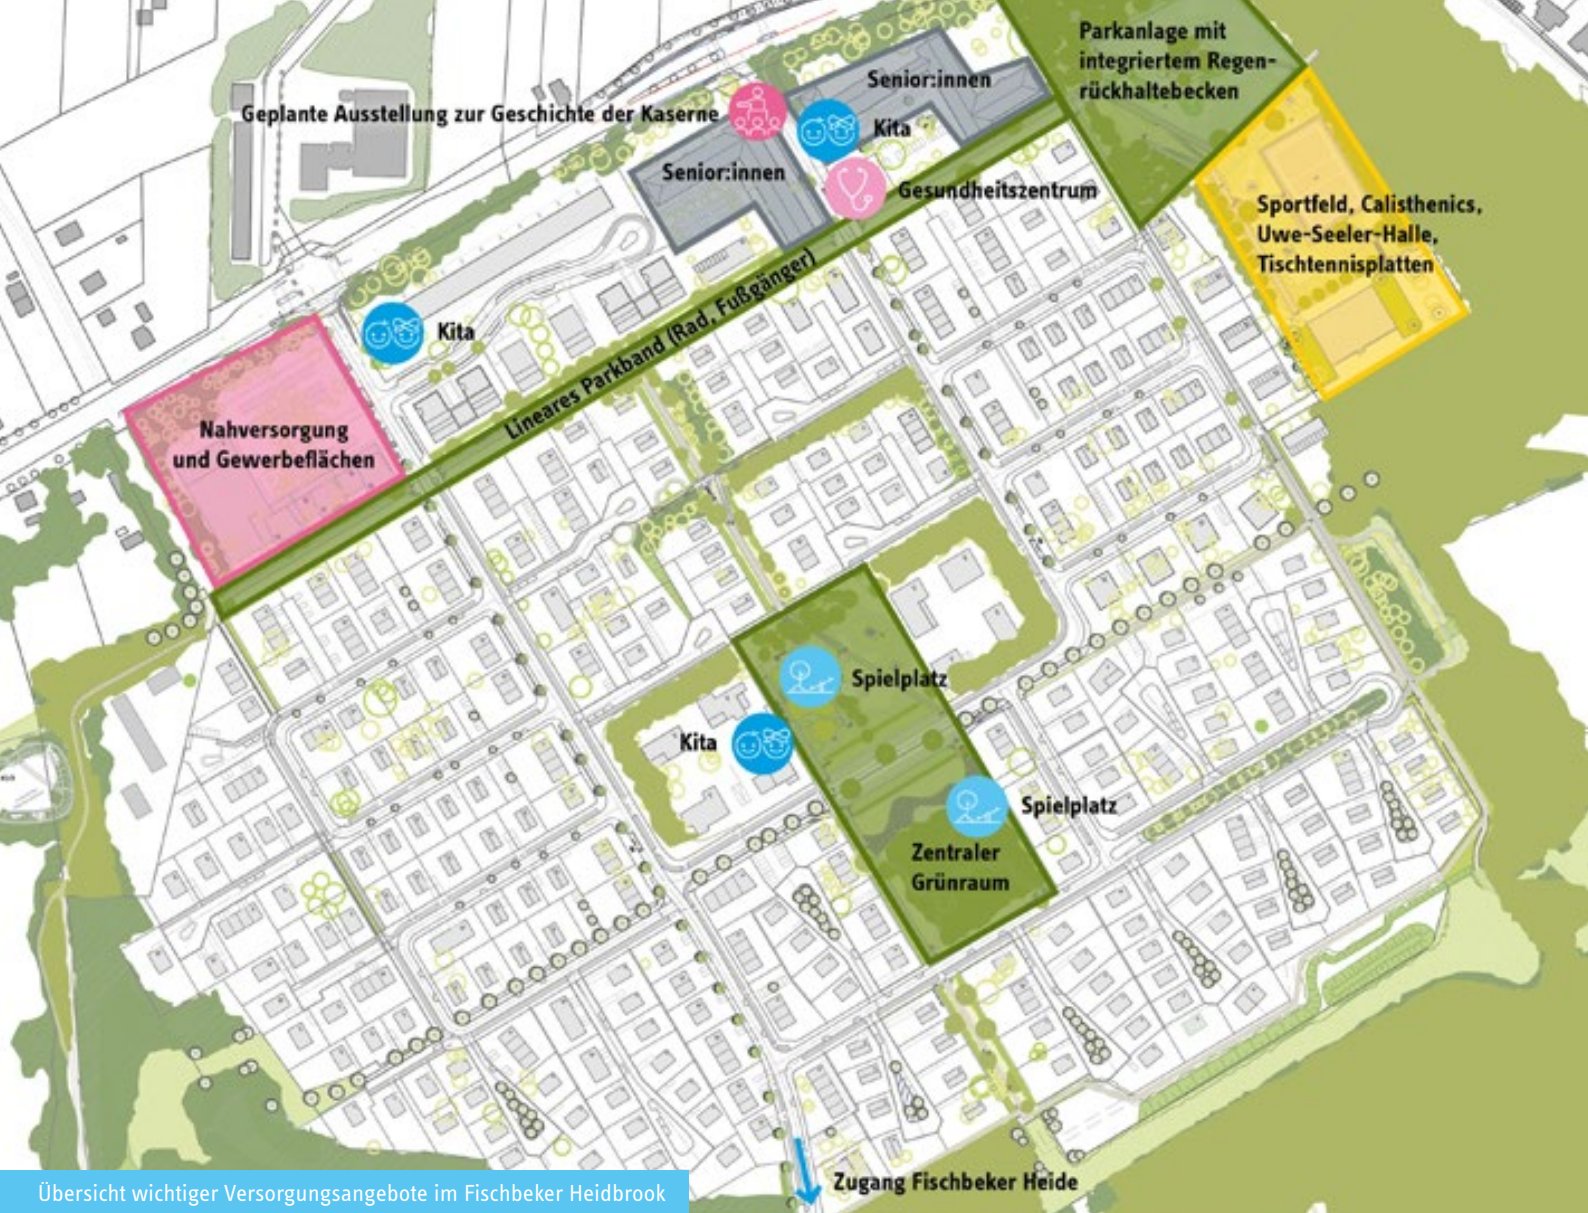 Parkanlage mit
integriertem Regen-
rückhaltebecken
Senior:innen
Geplante Ausstellung zur Geschichte der Kaserne
Kita
Senior:innen
Gesundheitszentrum
Sportfeld, Calisthenics,
Uwe-Seeler-Halle,
Tischtennisplatten
Kita
Lineares Parkband (Rad, Fußgänger)
Nahversorgung
und Gewerbeflächen
Spielplatz
Kita
Spielplatz
Zentraler
Grünraum
Zugang Fischbeker Heide
Übersicht wichtiger Versorgungsangebote im Fischbeker Heidbrook